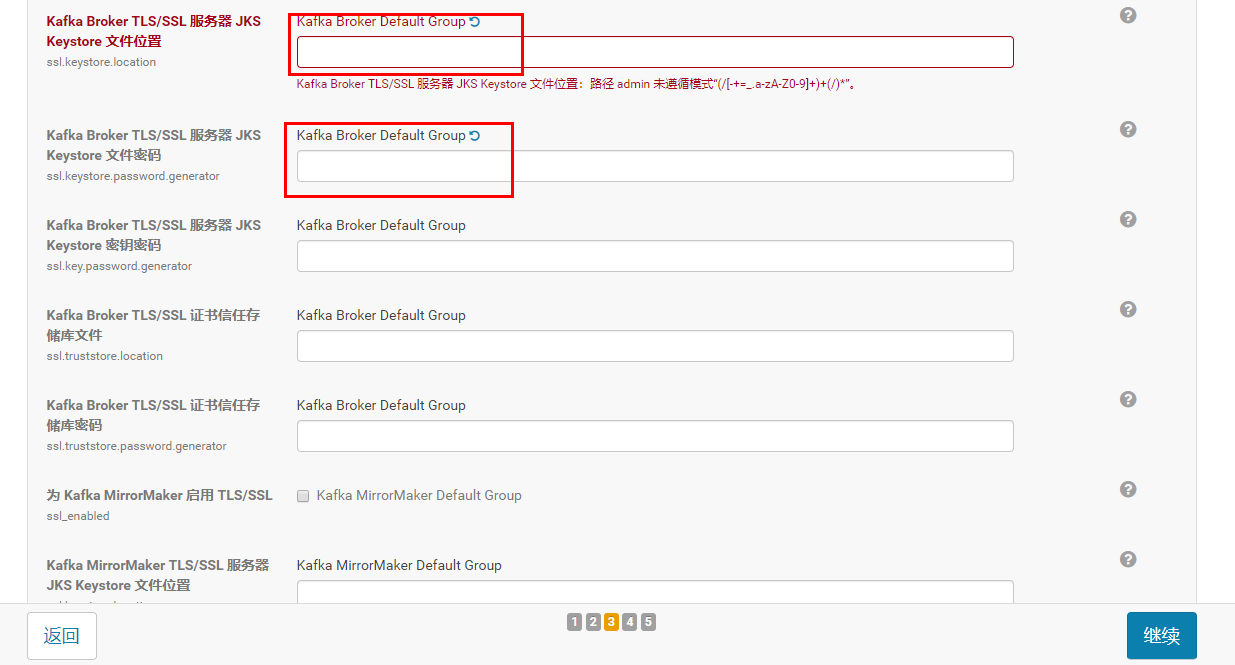 Kafka Broker TLS/SSL 服务器 JKS
Keystore 文件位置
ssl.keystore.location
Kafka Broker Default Group
Kafka Broker TLS/SSL 服务器 JKS Keystore 文件位置：路径 admin 未遵循模式“(/[-+=_.a-zA-Z0-9]+)+(/)*”。
Kafka Broker TLS/SSL 服务器 JKS
Keystore 文件密码
ssl.keystore.password.generator
Kafka Broker Default Group
Kafka Broker TLS/SSL 服务器 JKS
Keystore 密钥密码
ssl.key.password.generator
Kafka Broker Default Group
Kafka Broker TLS/SSL 证书信任存
储库文件
ssl.truststore.location
Kafka Broker Default Group
Kafka Broker TLS/SSL 证书信任存
储库密码
ssl.truststore.password.generator
Kafka Broker Default Group
为 Kafka MirrorMaker 启用 TLS/SSL
ssl_enabled
Kafka MirrorMaker Default Group
Kafka MirrorMaker TLS/SSL 服务器
JKS Keystore 文件位置
Kafka MirrorMaker Default Group
返回
1 2 3 4 5
继续